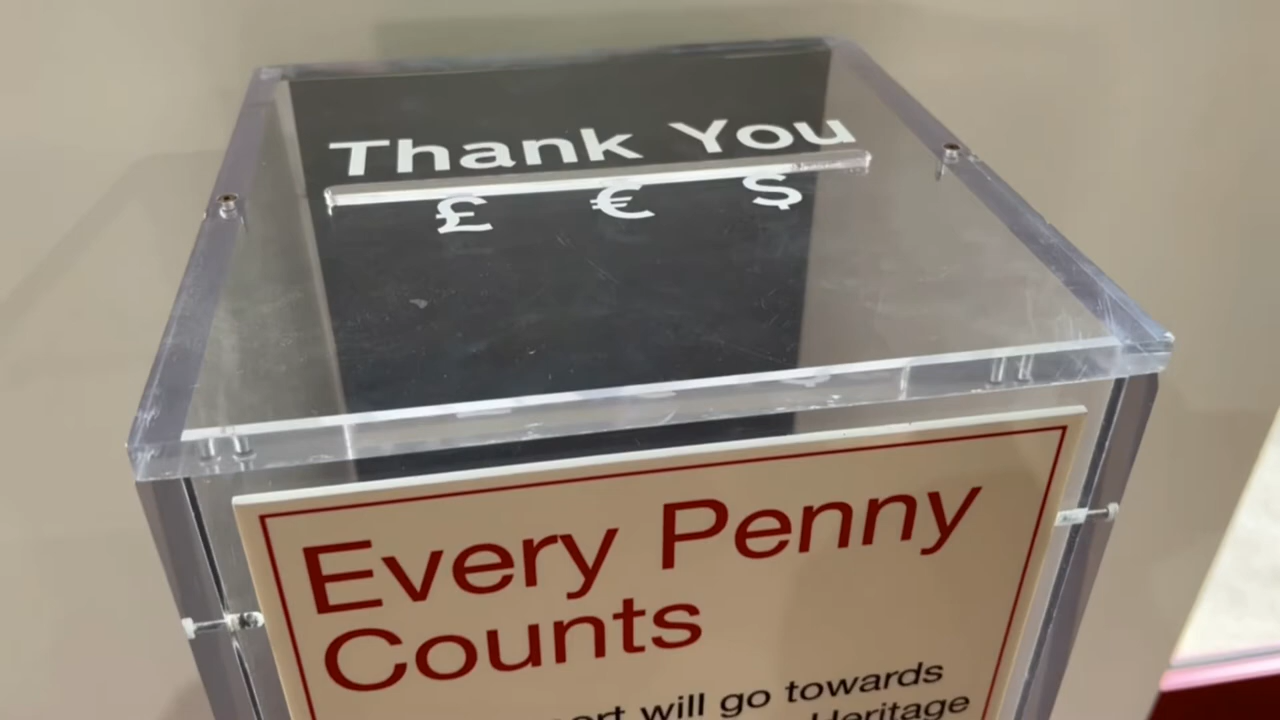 Thank You
£ € $
Every Penny
Counts
will go towards
Heritage